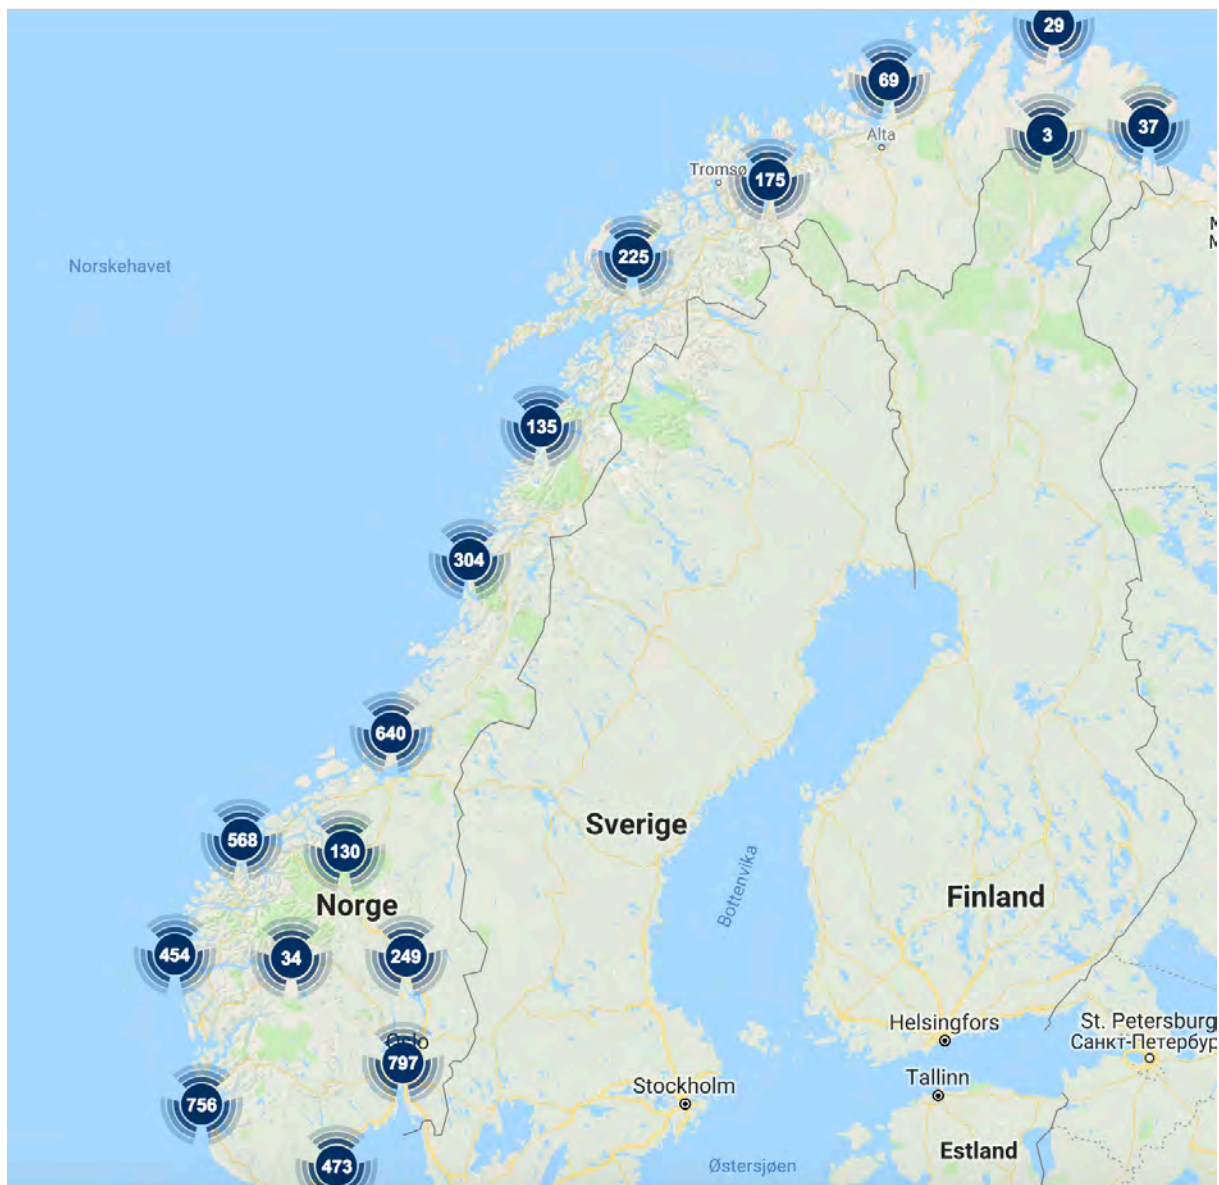 29
69
3
37
Alta
Tromsø
175
225
Norskehavet
135
304
640
Sverige
568
130
Norge
Bottenvika
Finland
454
34
249
Helsingfors
St. Petersburg
Санкт-Петербур
Oslo
797
Stockholm
Tallinn
756
Estland
473
Østersjøen